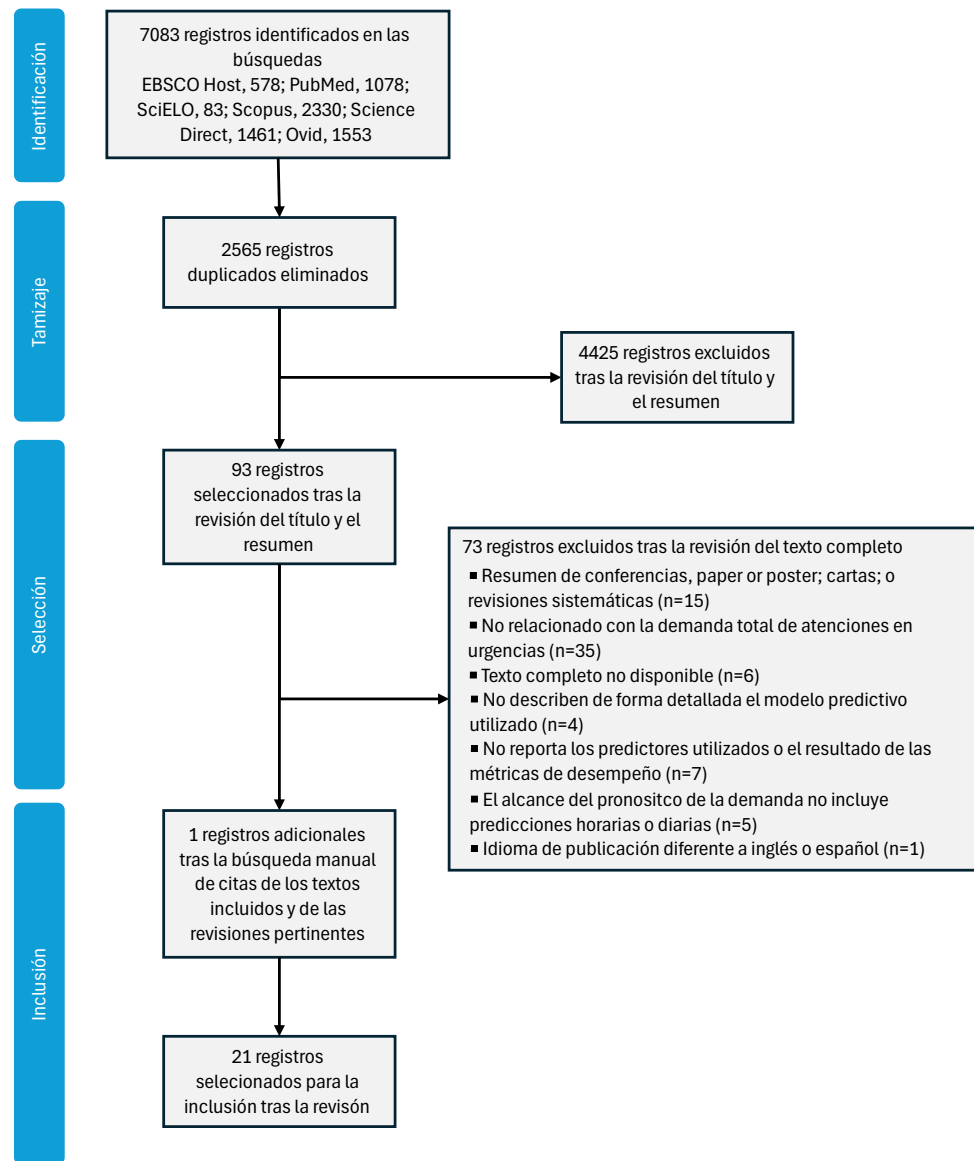 Identificación
7083 registros identificados en las
búsquedas
EBSCO Host, 578; PubMed, 1078;
SciELO, 83; Scopus, 2330; Science
Direct, 1461; Ovid, 1553
Tamizaje
2565 registros
duplicados eliminados
4425 registros excluidos
tras la revisión del título y
el resumen
Selección
93 registros
seleccionados tras la
revisión del título y el
resumen
73 registros excluidos tras la revisión del texto completo
▪ Resumen de conferencias, paper or poster; cartas; o
revisiones sistemáticas (n=15)
▪ No relacionado con la demanda total de atenciones en
urgencias (n=35)
▪ Texto completo no disponible (n=6)
▪ No describen de forma detallada el modelo predictivo
utilizado (n=4)
▪ No reporta los predictores utilizados o el resultado de las
métricas de desempeño (n=7)
▪ El alcance del pronositco de la demanda no incluye
predicciones horarias o diarias (n=5)
▪ Idioma de publicación diferente a inglés o español (n=1)
Inclusión
1 registros adicionales
tras la búsqueda manual
de citas de los textos
incluidos y de las
revisiones pertinentes
21 registros
selecionados para la
inclusión tras la revisón